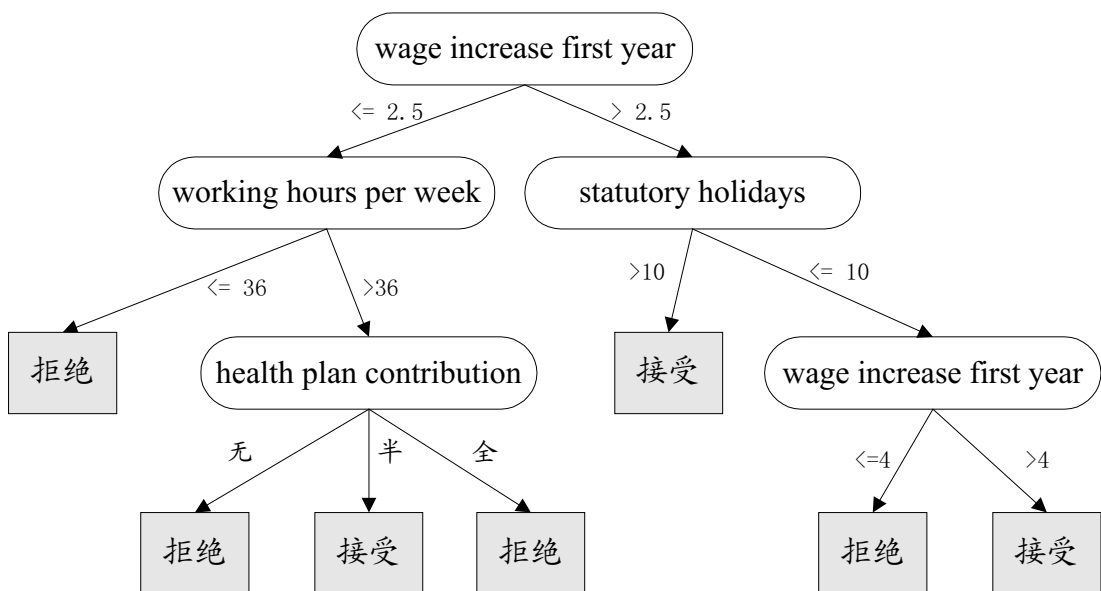 wage increase first year
<= 2.5
> 2.5
working hours per week
statutory holidays
<= 36
>36
>10
<= 10
拒绝
health plan contribution
接受
wage increase first year
无
半
全
<=4
>4
拒绝
接受
拒绝
拒绝
接受